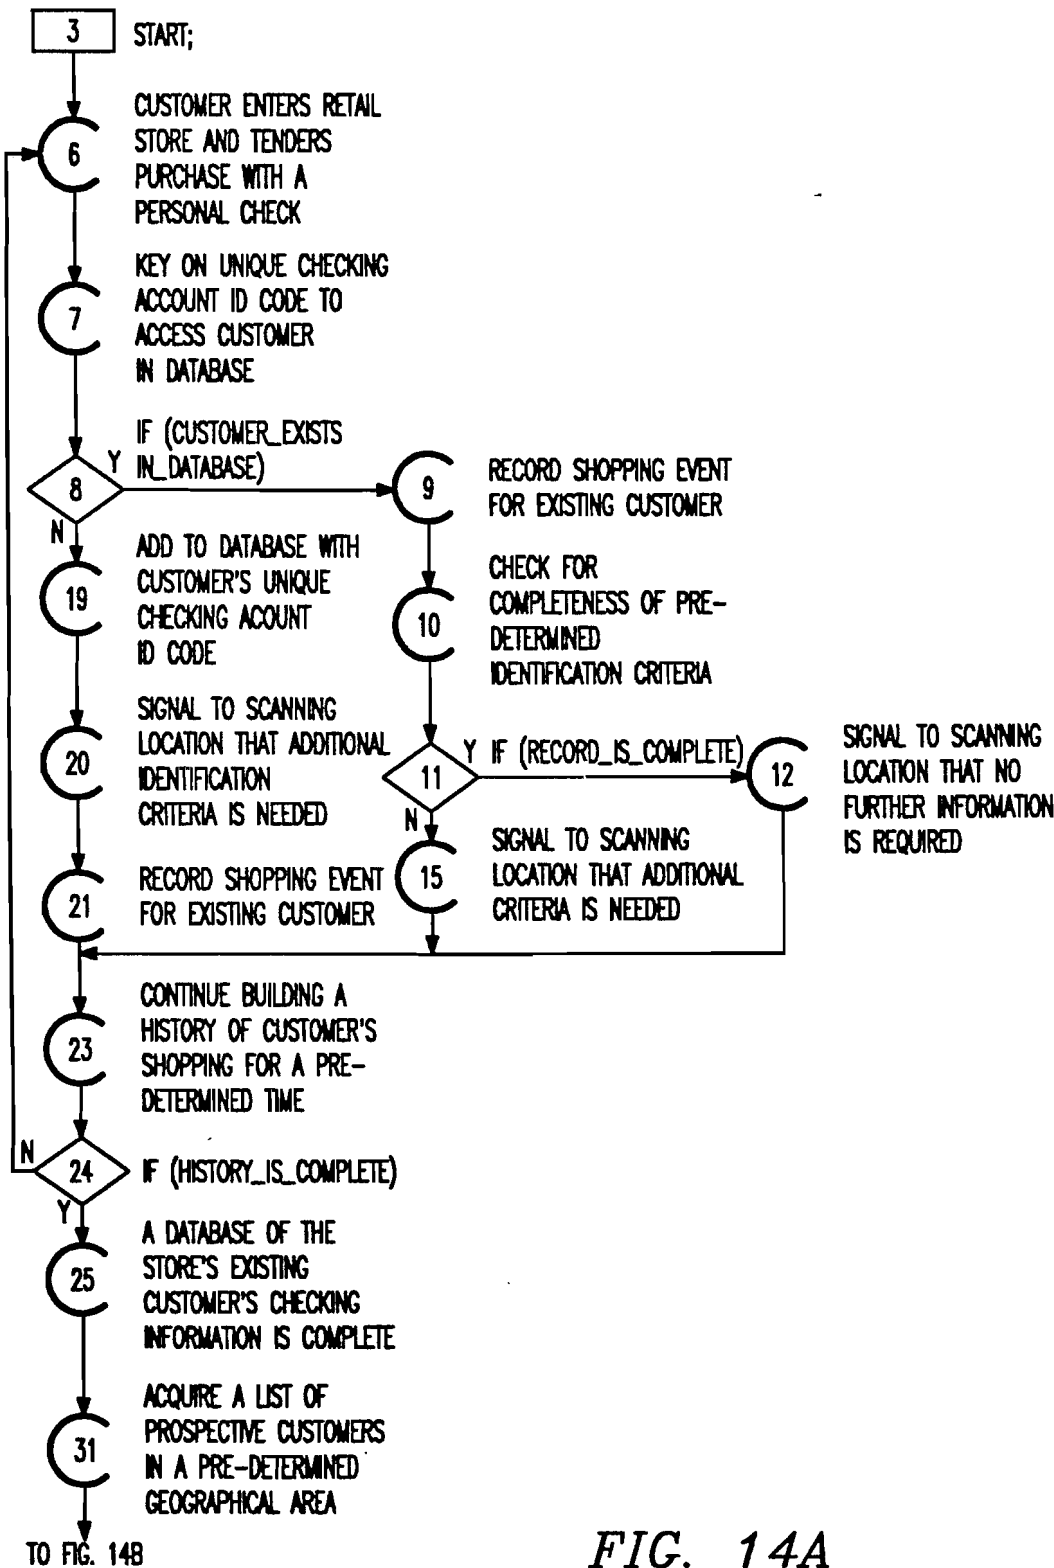 3 START;
CUSTOMER ENTERS RETAIL
STORE AND TENDERS
PURCHASE WITH A
PERSONAL CHECK
6
KEY ON UNIQUE CHECKING
ACCOUNT ID CODE TO
ACCESS CUSTOMER
IN DATABASE
7
IF (CUSTOMER_EXISTS
IN_DATABASE)
Y
8
N
9
RECORD SHOPPING EVENT
FOR EXISTING CUSTOMER
ADD TO DATABASE WITH
CUSTOMER'S UNIQUE
CHECKING ACOUNT
ID CODE
19
CHECK FOR
COMPLETENESS OF PRE-
DETERMINED
IDENTIFICATION CRITERIA
10
SIGNAL TO SCANNING
LOCATION THAT ADDITIONAL
IDENTIFICATION
CRITERIA IS NEEDED
20
Y IF (RECORD_IS_COMPLETE)
11
N
12
SIGNAL TO SCANNING
LOCATION THAT NO
FURTHER INFORMATION
IS REQUIRED
SIGNAL TO SCANNING
LOCATION THAT ADDITIONAL
CRITERIA IS NEEDED
15
RECORD SHOPPING EVENT
FOR EXISTING CUSTOMER
21
CONTINUE BUILDING A
HISTORY OF CUSTOMER'S
SHOPPING FOR A PRE-
DETERMINED TIME
23
N
24
IF (HISTORY_IS_COMPLETE)
Y
A DATABASE OF THE
STORE'S EXISTING
CUSTOMER'S CHECKING
INFORMATION IS COMPLETE
25
ACQUIRE A LIST OF
PROSPECTIVE CUSTOMERS
IN A PRE-DETERMINED
GEOGRAPHICAL AREA
31
TO FIG. 14B
FIG. 14A